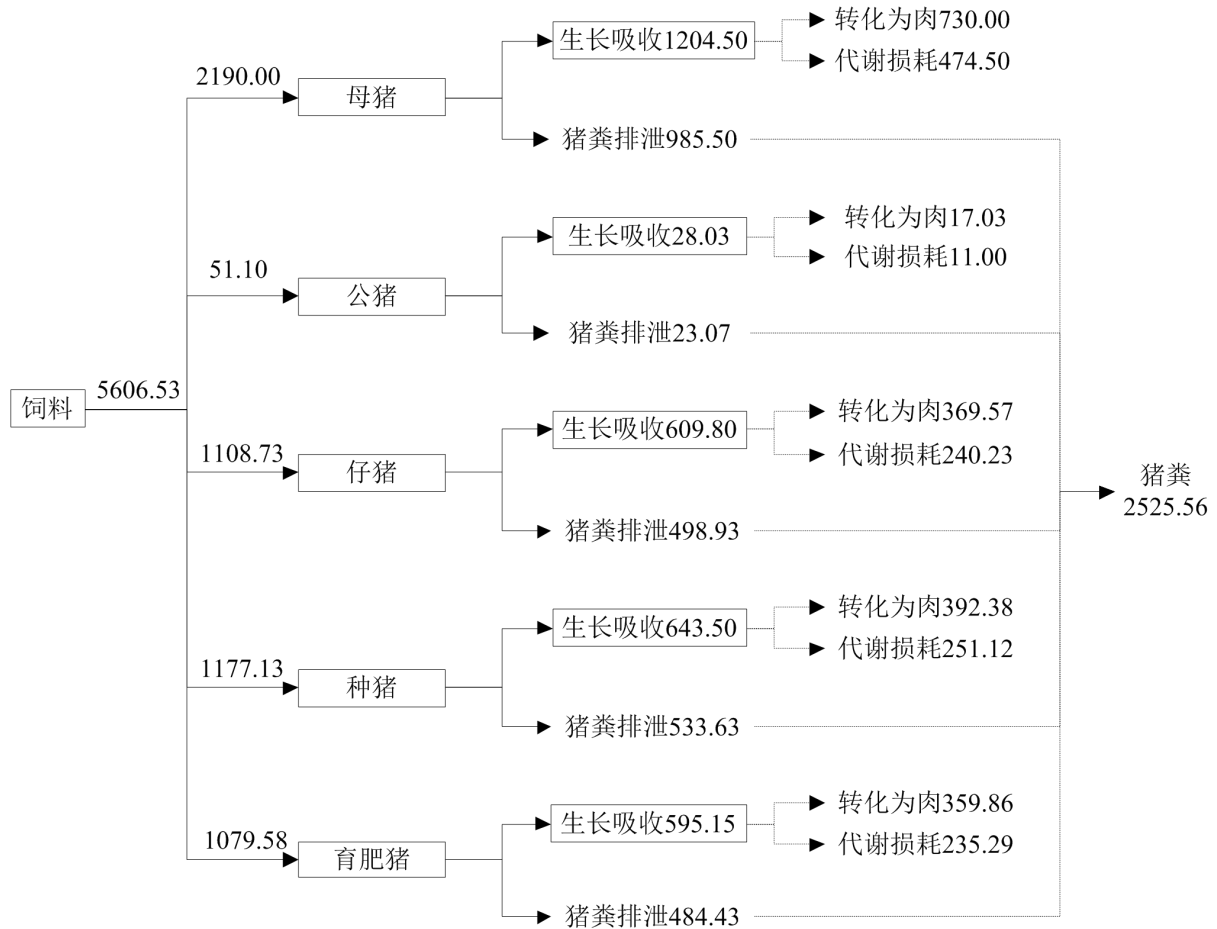 生长吸收1204.50
转化为肉730.00
代谢损耗474.50
2190.00
母猪
猪粪排泄985.50
生长吸收28.03
转化为肉17.03
代谢损耗11.00
51.10
公猪
猪粪排泄23.07
饲料
5606.53
生长吸收609.80
转化为肉369.57
代谢损耗240.23
1108.73
仔猪
猪粪排泄498.93
猪粪
2525.56
生长吸收643.50
转化为肉392.38
代谢损耗251.12
1177.13
种猪
猪粪排泄533.63
生长吸收595.15
转化为肉359.86
代谢损耗235.29
1079.58
育肥猪
猪粪排泄484.43